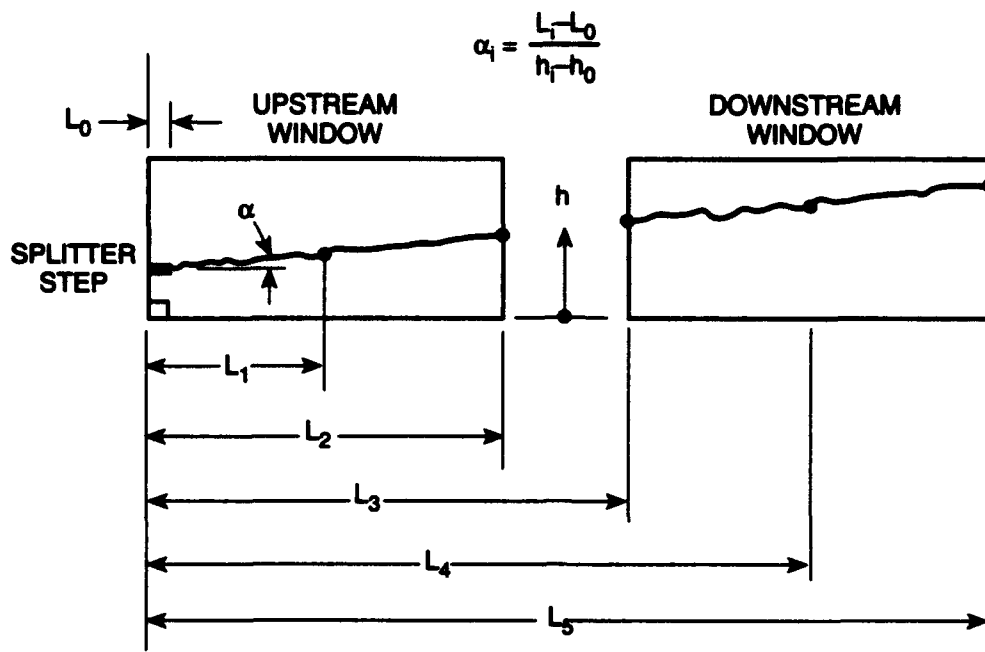 αᵢ = (Lᵢ–L₀)/(hᵢ–h₀)
L₀
UPSTREAM
WINDOW
DOWNSTREAM
WINDOW
α
h
SPLITTER
STEP
L₁
L₂
L₃
L₄
L₅